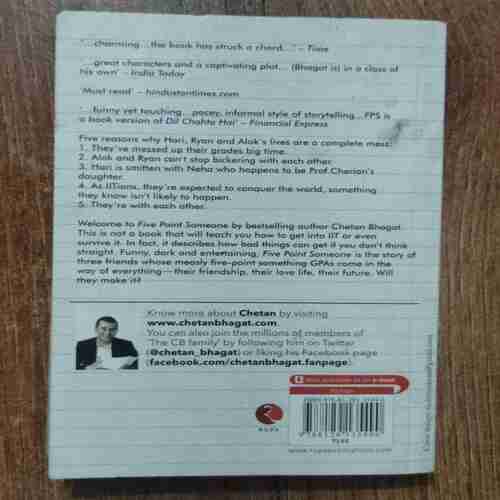 '...charming...the book has struck a chord...' – Time
'...great characters and a captivating plot... (Bhagat is) in a class of
his own' – India Today
'Must read' – hindustantimes.com
'...funny yet touching... pacey, informal style of storytelling...FPS is
a book version of Dil Chahta Hai' – Financial Express
Five reasons why Hari, Ryan and Alok's lives are a complete mess:
1. They've messed up their grades big time.
2. Alok and Ryan can't stop bickering with each other.
3. Hari is smitten with Neha who happens to be Prof.Cherian's
daughter.
4. As IITians, they're expected to conquer the world, something
they know isn't likely to happen.
5. They're with each other.
Welcome to Five Point Someone by bestselling author Chetan Bhagat.
This is not a book that will teach you how to get into IIT or even
survive it. In fact, it describes how bad things can get if you don't think
straight. Funny, dark and entertaining, Five Point Someone is the story of
three friends whose measly five-point something GPAs come in the
way of everything—their friendship, their love life, their future. Will
they make it?
Know more about Chetan by visiting
www.chetanbhagat.com.
You can also join the millions of members of
'The CB family' by following him on Twitter
(@chetan_bhagat) or liking his Facebook page
(facebook.com/chetanbhagat.fanpage).
Also available as an e-book
Fiction
RUPA
www.rupapublications.com